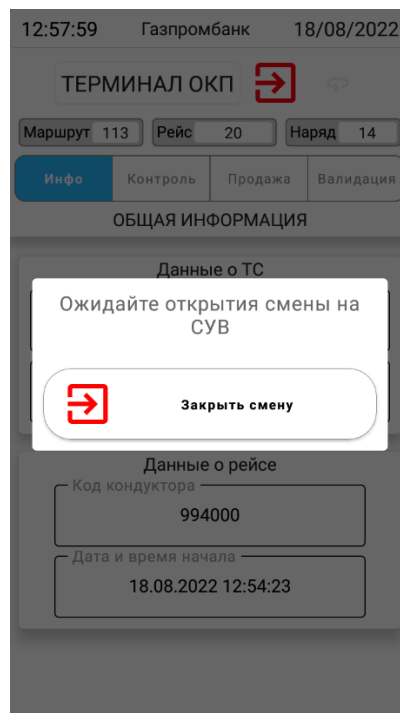 12:57:59 Газпромбанк 18/08/2022
ТЕРМИНАЛ ОКП
Маршрут 113 Рейс 20 Наряд 14
Инфо Контроль Продажа Валидация
ОБЩАЯ ИНФОРМАЦИЯ
Данные о ТС
Ожидайте открытия смены на
СУВ
Закрыть смену
Данные о рейсе
Код кондуктора
994000
Дата и время начала
18.08.2022 12:54:23